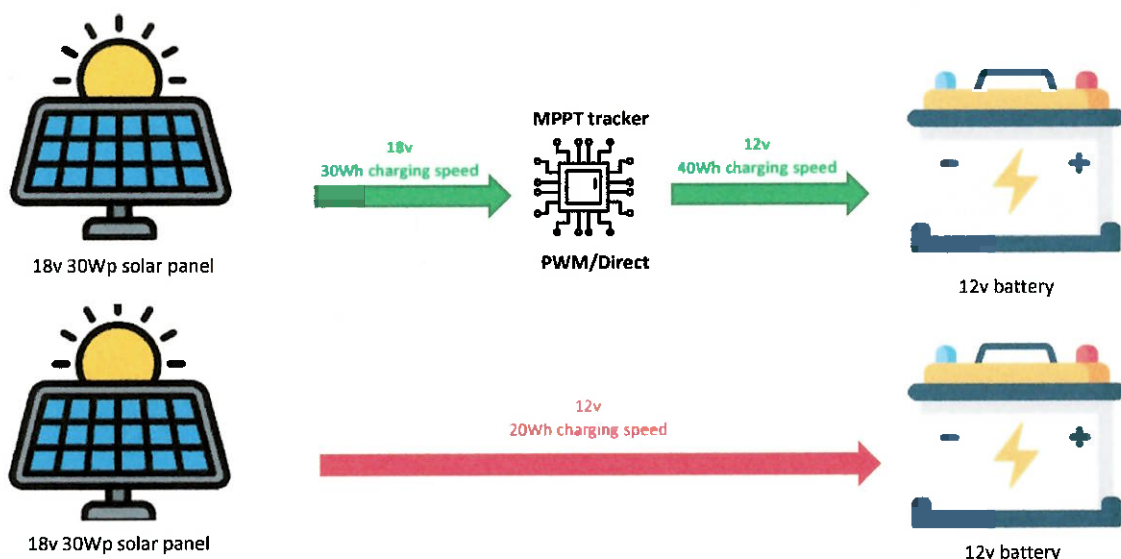 MPPT tracker
18v
30Wh charging speed
12v
40Wh charging speed
PWM/Direct
18v 30Wp solar panel
12v battery
12v
20Wh charging speed
18v 30Wp solar panel
12v battery